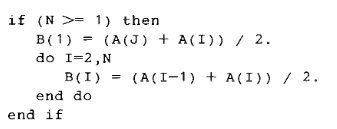 if (N >= 1) then
B(1) = (A(J) + A(I)) / 2.
do I=2,N
B(I) = (A(I-1) + A(I)) / 2.
end do
end if